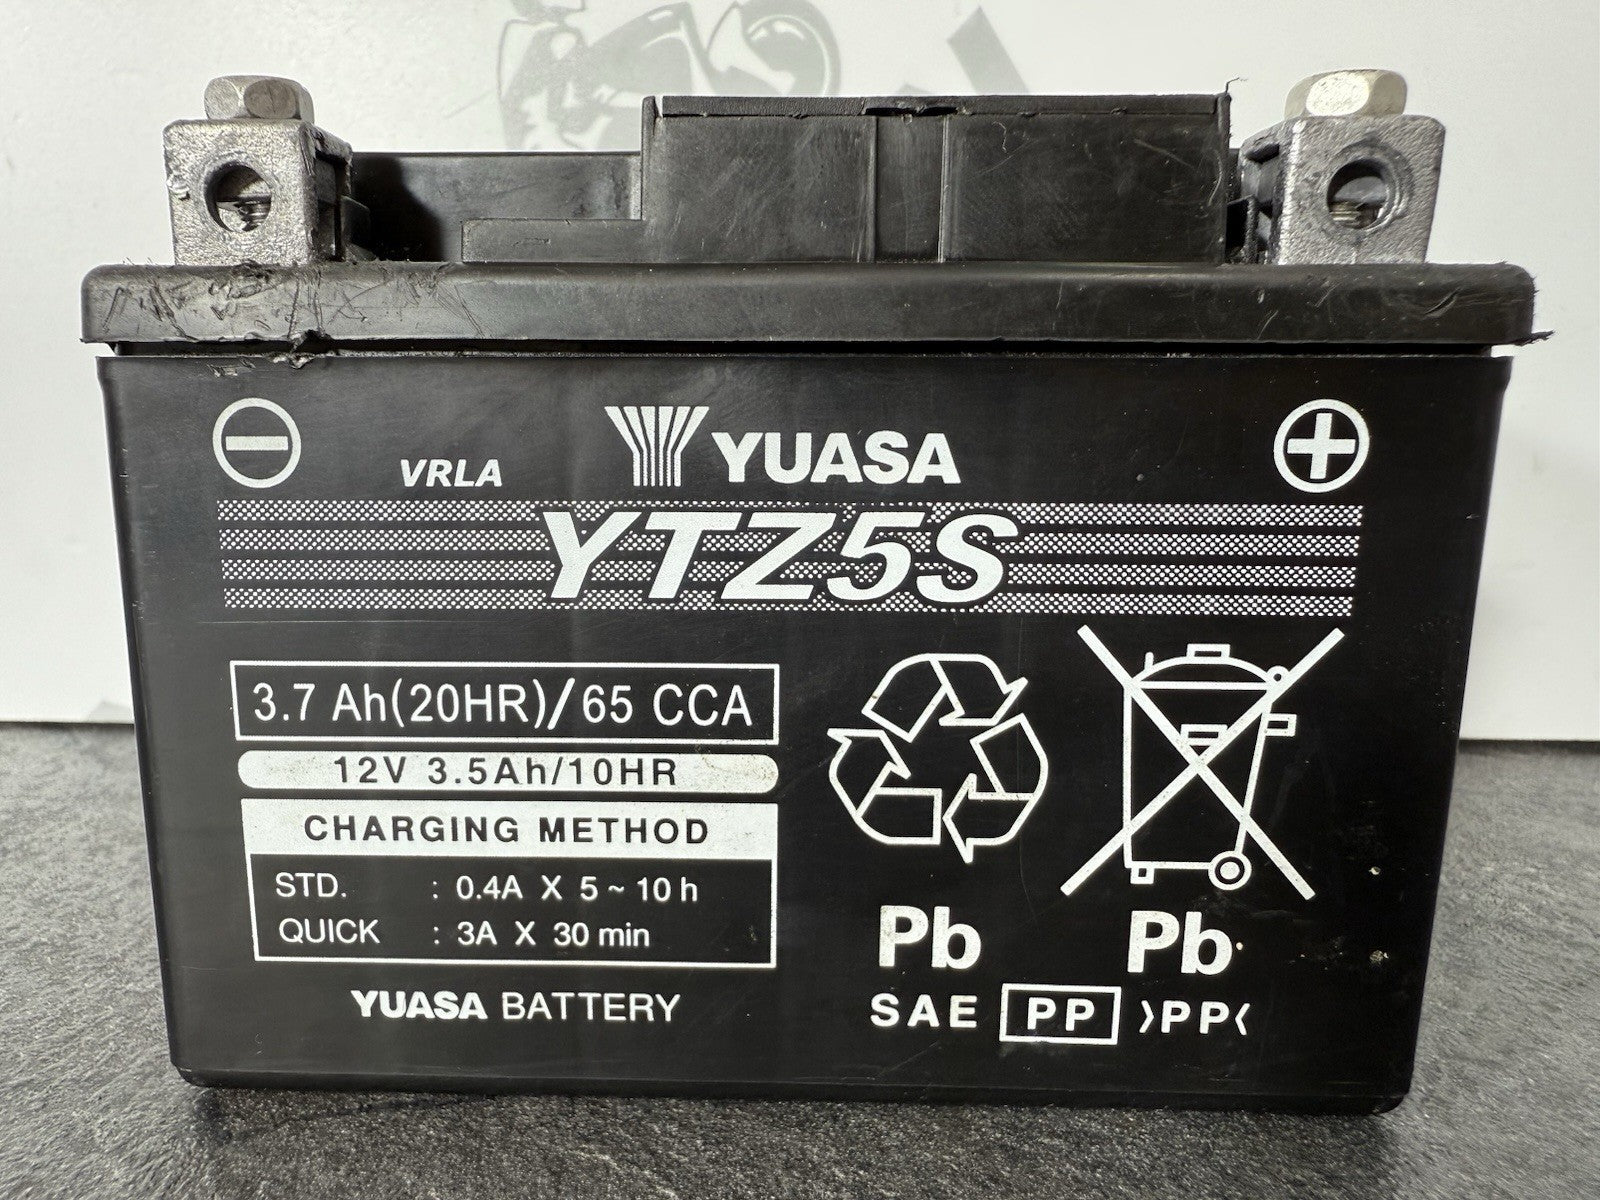 VRLA YUASA
YTZ5S
3.7 Ah(20HR)/65 CCA
12V 3.5Ah/10HR
CHARGING METHOD
STD. : 0.4A X 5 ~ 10 h
QUICK : 3A X 30 min
YUASA BATTERY
Pb Pb
SAE PP >PP<